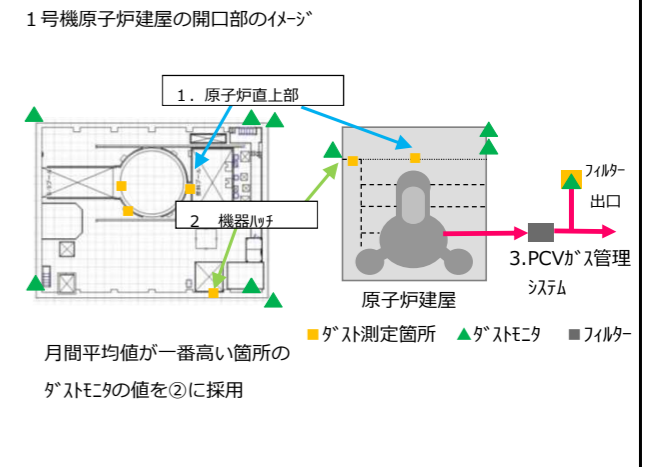 １号機原子炉建屋の開口部のｲﾒｰｼﾞ
１．原子炉直上部
２．機器ﾊｯﾁ
ﾌｨﾙﾀｰ
出口
3.PCVｶﾞｽ管理
ｼｽﾃﾑ
原子炉建屋
ﾀﾞｽﾄ測定箇所
ﾀﾞｽﾄﾓﾆﾀ
ﾌｨﾙﾀｰ
月間平均値が一番高い箇所の
ﾀﾞｽﾄﾓﾆﾀの値を②に採用